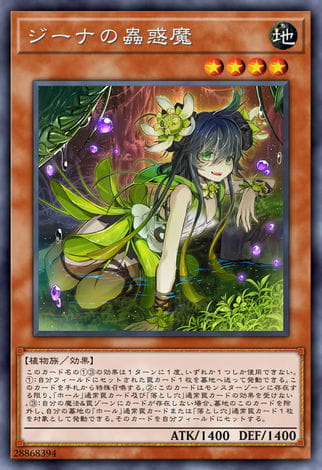 ジーナの蟲惑魔
地
[植物族/効果]
このカード名の①③の効果は1ターンに1度、いずれか1つしか使用できない。
①:自分フィールドにセットされた罠カード1枚を墓地へ送って発動できる。こ
のカードを手札から特殊召喚する。②:このカードはモンスターゾーンに存在す
る限り、「ホール」通常罠カード及び「落とし穴」通常罠カードの効果を受けない
。③:自分の魔法&罠ゾーンにカードが存在しない場合、墓地のこのカードを除
外し、自分の墓地の「ホール」通常罠カードまたは「落とし穴」通常罠カード1枚
を対象として発動できる。そのカードを自分フィールドにセットする。
ATK/1400 DEF/1400
28868394